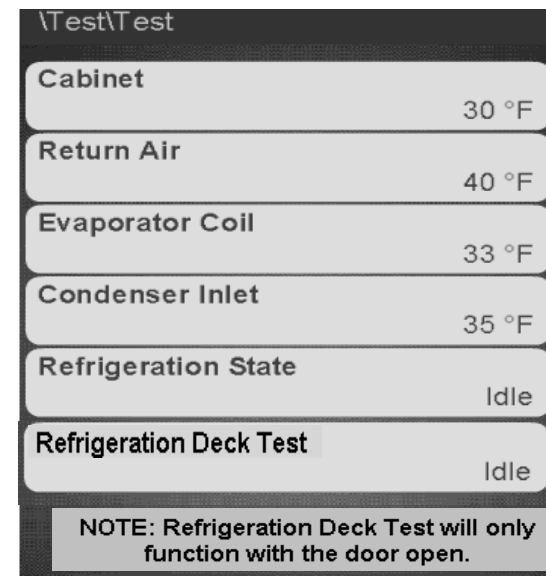 \Test\Test
Cabinet
30 °F
Return Air
40 °F
Evaporator Coil
33 °F
Condenser Inlet
35 °F
Refrigeration State
Idle
Refrigeration Deck Test
Idle
NOTE: Refrigeration Deck Test will only
function with the door open.